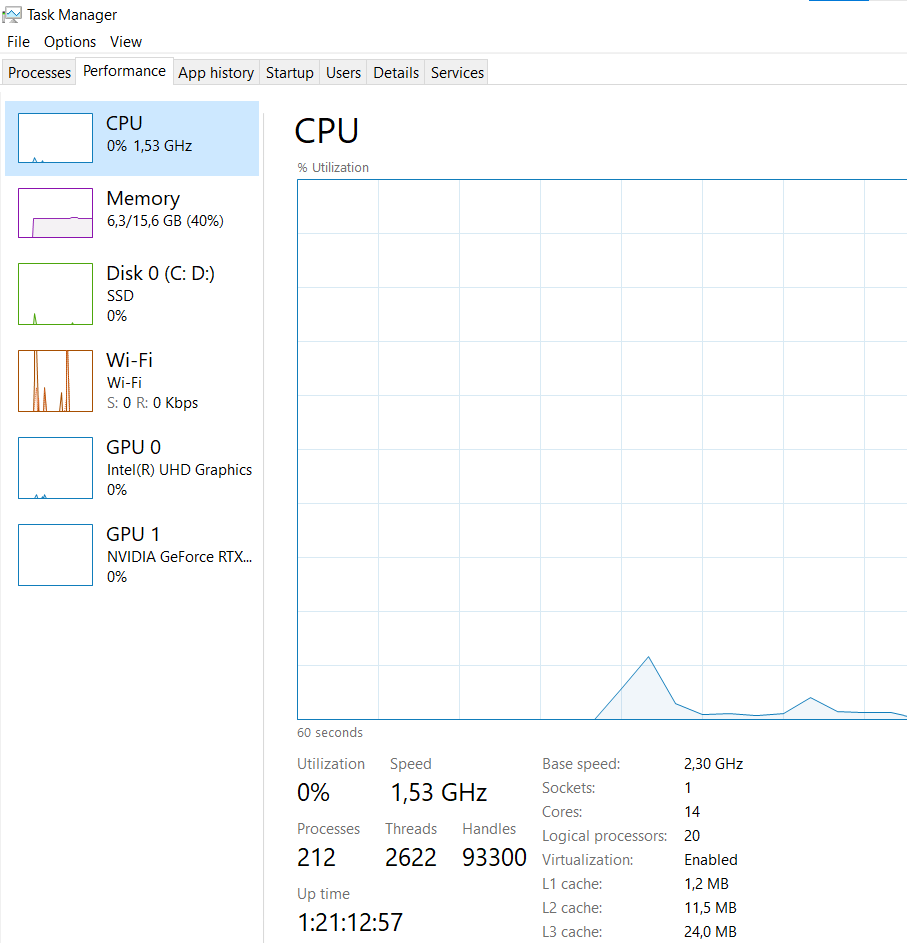 Task Manager
File Options View
Processes Performance App history Startup Users Details Services
CPU
0% 1,53 GHz
Memory
6,3/15,6 GB (40%)
Disk 0 (C: D:)
SSD
0%
Wi-Fi
Wi-Fi
S: 0 R: 0 Kbps
GPU 0
Intel(R) UHD Graphics
0%
GPU 1
NVIDIA GeForce RTX...
0%
CPU
% Utilization
60 seconds
Utilization Speed
0% 1,53 GHz
Processes Threads Handles
212 2622 93300
Up time
1:21:12:57
Base speed: 2,30 GHz
Sockets: 1
Cores: 14
Logical processors: 20
Virtualization: Enabled
L1 cache: 1,2 MB
L2 cache: 11,5 MB
L3 cache: 24,0 MB